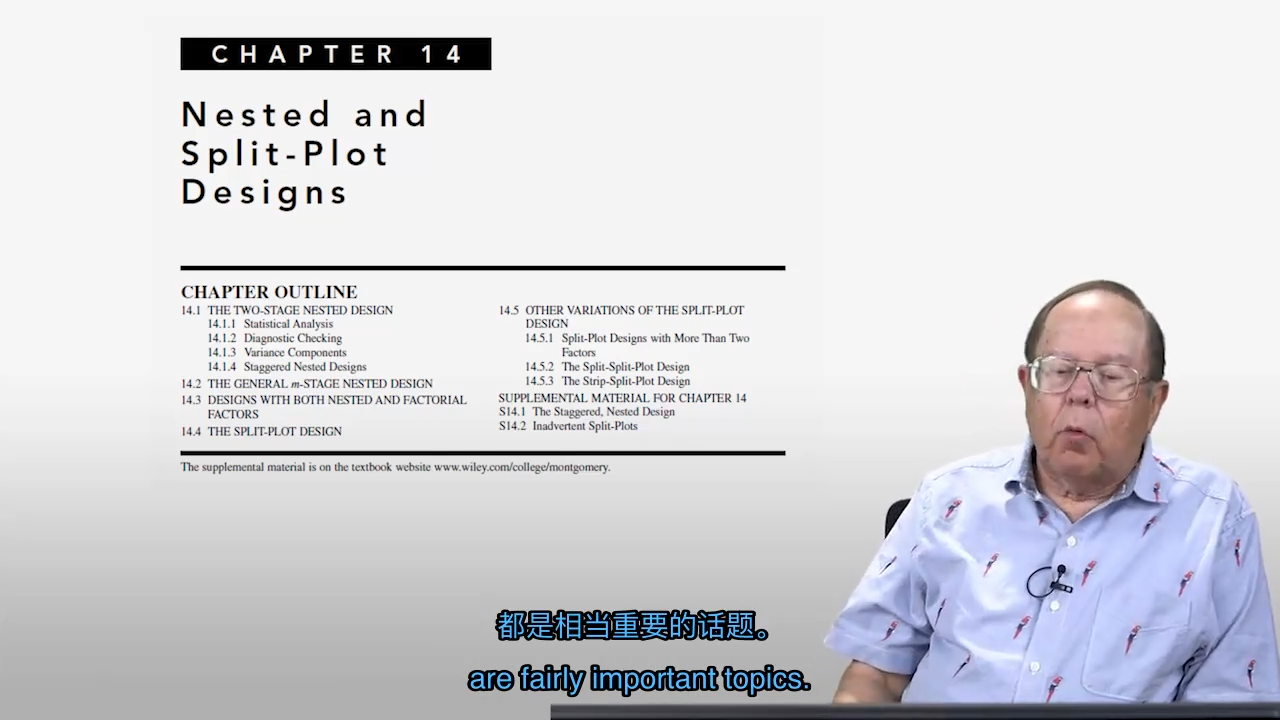 CHAPTER 14
Nested and
Split-Plot
Designs
CHAPTER OUTLINE
14.1 THE TWO-STAGE NESTED DESIGN
14.1.1 Statistical Analysis
14.1.2 Diagnostic Checking
14.1.3 Variance Components
14.1.4 Staggered Nested Designs
14.2 THE GENERAL m-STAGE NESTED DESIGN
14.3 DESIGNS WITH BOTH NESTED AND FACTORIAL
FACTORS
14.4 THE SPLIT-PLOT DESIGN
14.5 OTHER VARIATIONS OF THE SPLIT-PLOT
DESIGN
14.5.1 Split-Plot Designs with More Than Two
Factors
14.5.2 The Split-Split-Plot Design
14.5.3 The Strip-Split-Plot Design
SUPPLEMENTAL MATERIAL FOR CHAPTER 14
S14.1 The Staggered, Nested Design
S14.2 Inadvertent Split-Plots
The supplemental material is on the textbook website www.wiley.com/college/montgomery.
都是相当重要的话题。
are fairly important topics.